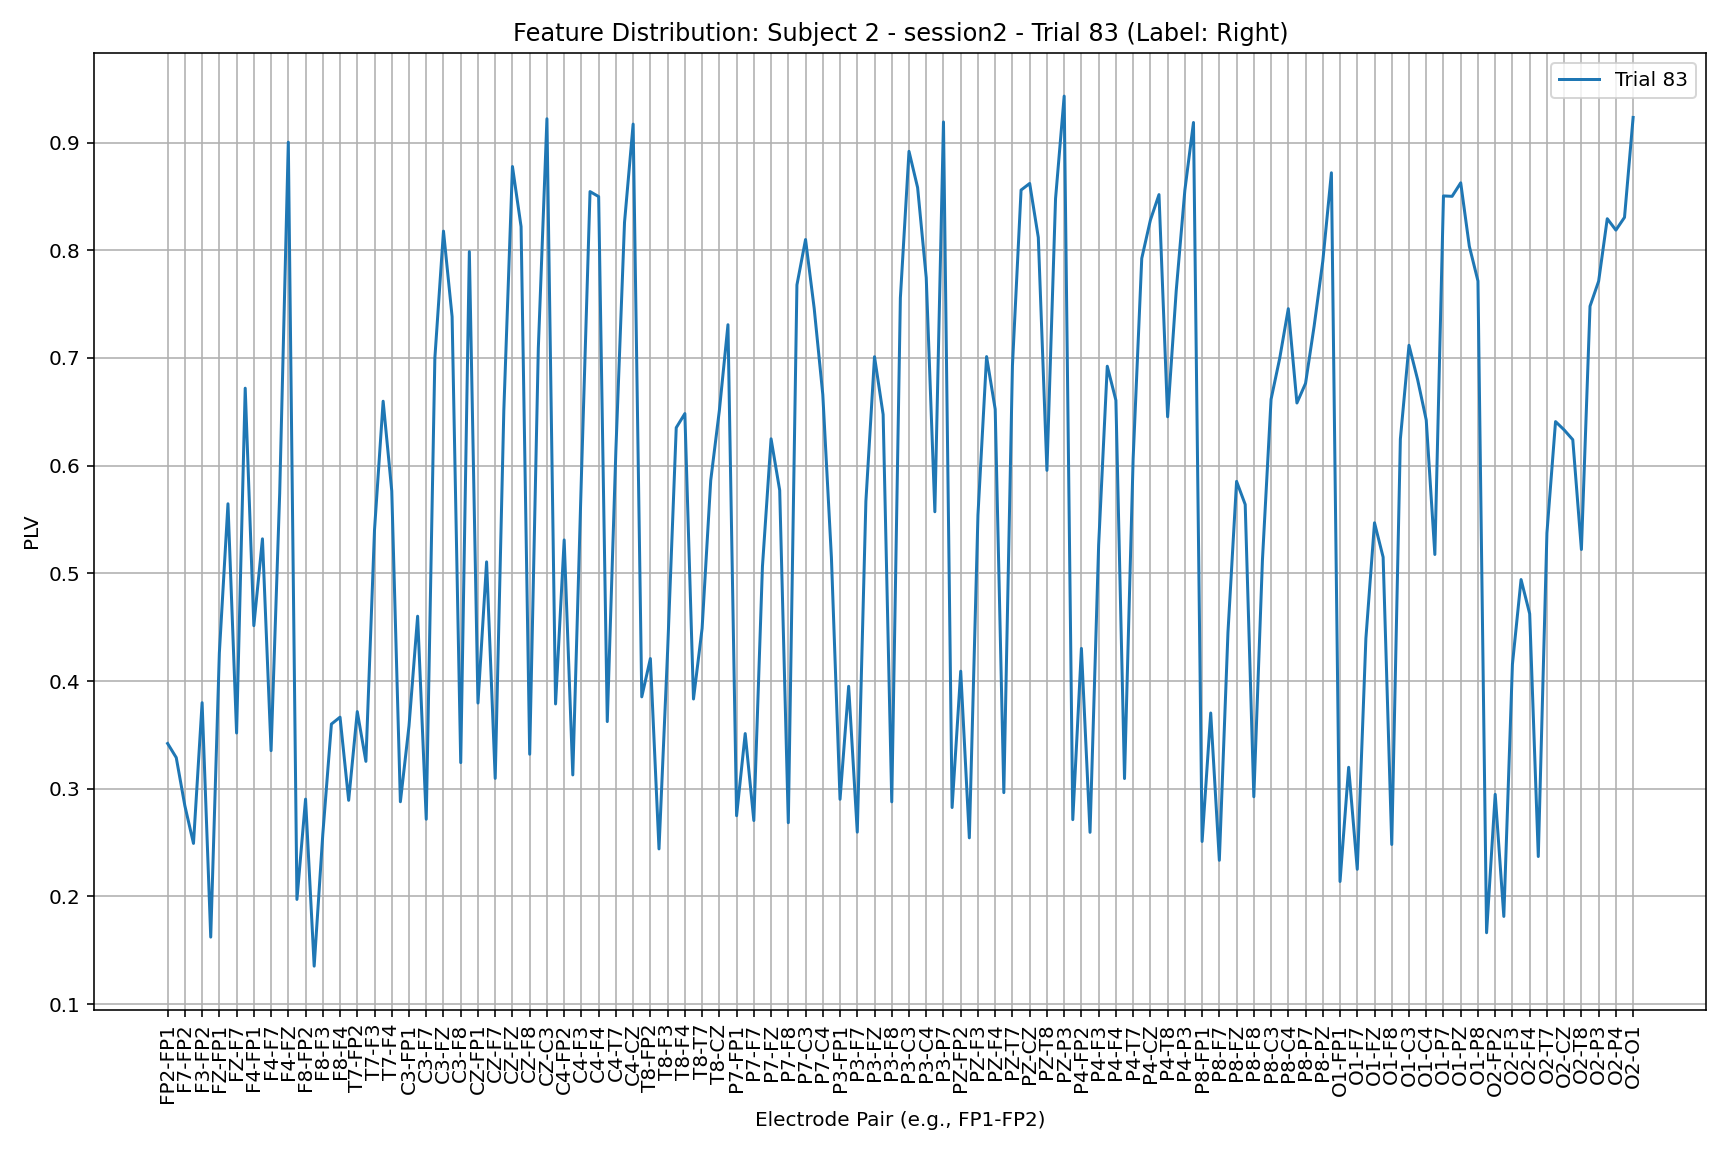 Feature Distribution: Subject 2 - session2 - Trial 83 (Label: Right)
Trial 83
PLV
0.9
0.8
0.7
0.6
0.5
0.4
0.3
0.2
0.1
FP2-FP1
F7-FP2
F3-FP2
FZ-FP1
FZ-F7
F4-FP1
F4-F7
F4-FZ
F8-FP2
F8-F3
F8-F4
T7-FP2
T7-F3
T7-F4
C3-FP1
C3-F7
C3-FZ
C3-F8
CZ-FP1
CZ-F7
CZ-FZ
CZ-F8
CZ-C3
C4-FP2
C4-F3
C4-F4
C4-T7
C4-CZ
T8-FP2
T8-F3
T8-F4
T8-T7
T8-CZ
P7-FP1
P7-F7
P7-FZ
P7-F8
P7-C3
P7-C4
P3-FP1
P3-F7
P3-FZ
P3-F8
P3-C3
P3-C4
P3-P7
PZ-FP2
PZ-F3
PZ-F4
PZ-T7
PZ-CZ
PZ-T8
PZ-P3
P4-FP2
P4-F3
P4-F4
P4-T7
P4-CZ
P4-T8
P4-P3
P8-FP1
P8-F7
P8-FZ
P8-F8
P8-C3
P8-C4
P8-P7
P8-PZ
O1-FP1
O1-F7
O1-FZ
O1-F8
O1-C3
O1-C4
O1-P7
O1-PZ
O1-P8
O2-FP2
O2-F3
O2-F4
O2-T7
O2-CZ
O2-T8
O2-P3
O2-P4
O2-O1
Electrode Pair (e.g., FP1-FP2)